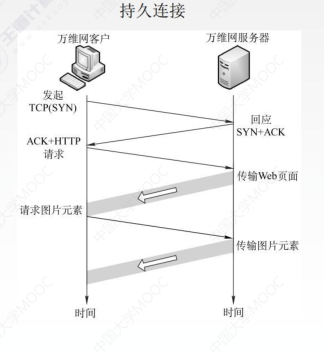 持久连接
万维网客户
万维网服务器
发起
TCP(SYN)
回应
SYN+ACK
ACK+HTTP
请求
传输Web页面
请求图片元素
传输图片元素
时间
时间